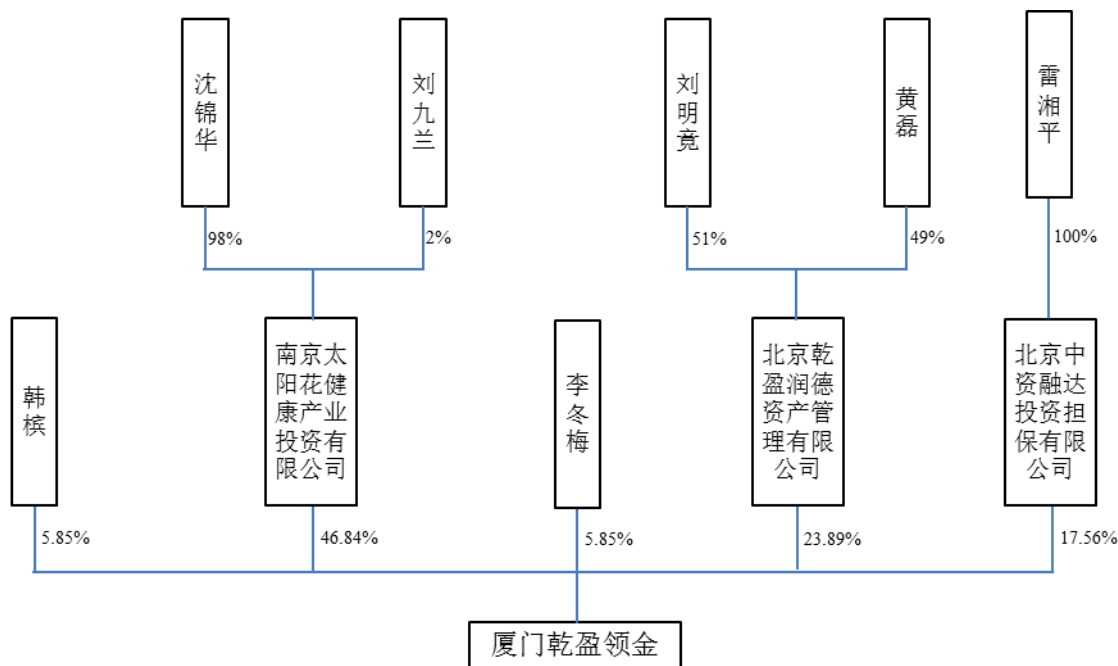 沈锦华
刘九兰
刘明竟
黄磊
雷湘平
98%
2%
51%
49%
100%
韩槟
南京太
阳花健
康产业
投资有
限公司
李冬梅
北京乾
盈润德
资产管
理有限
公司
北京中
资融达
投资担
保有限
公司
5.85%
46.84%
5.85%
23.89%
17.56%
厦门乾盈领金